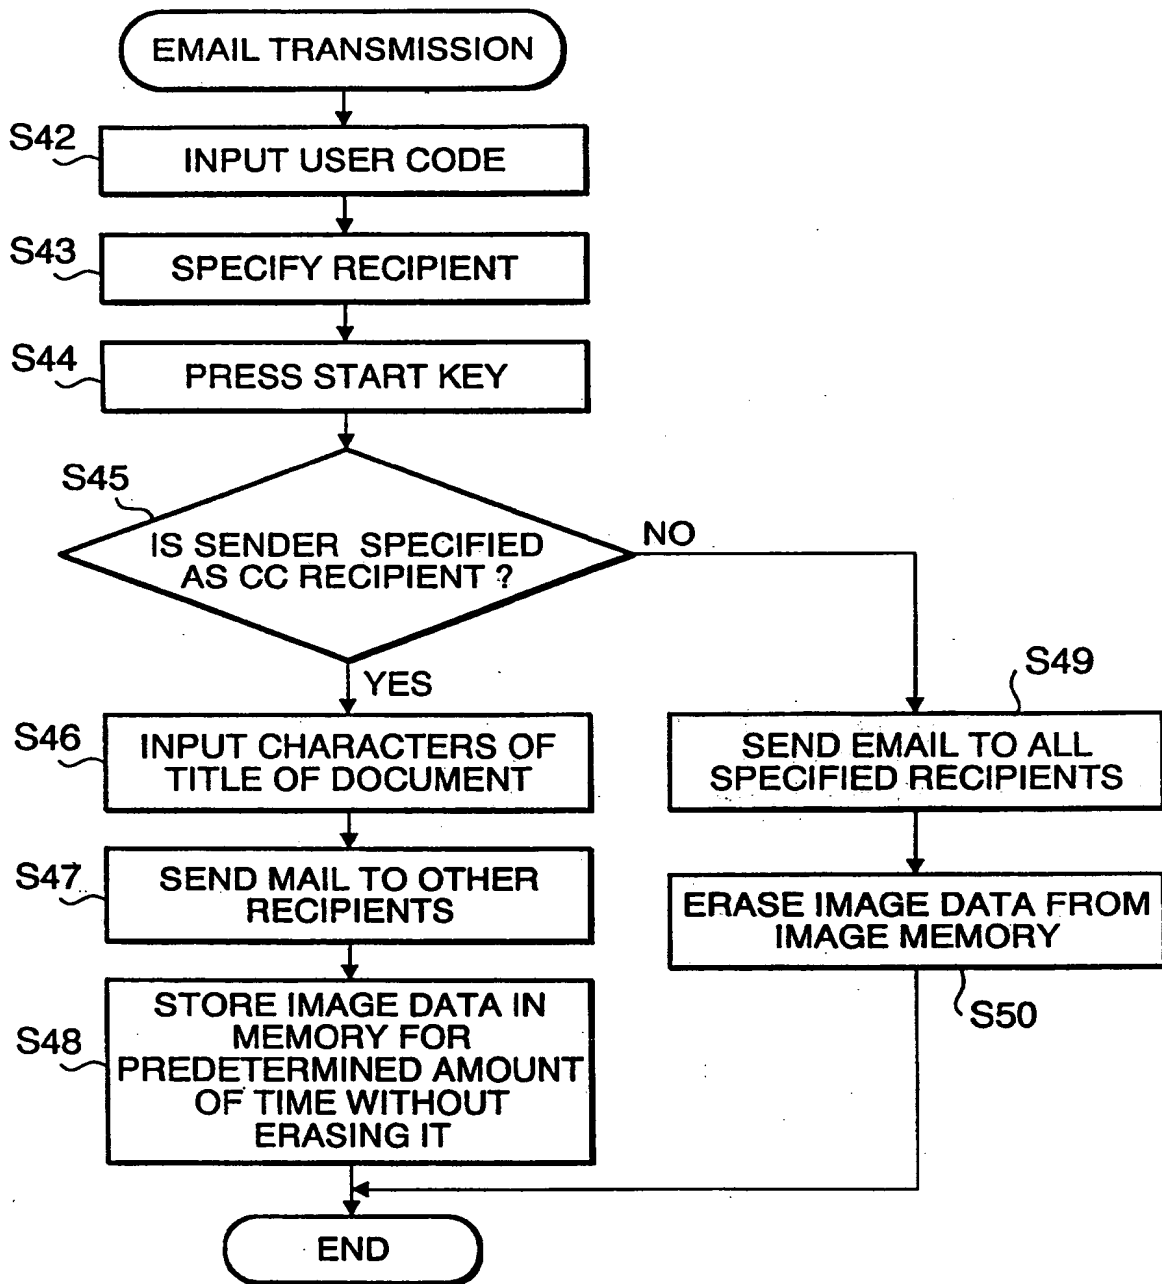 EMAIL TRANSMISSION
S42
INPUT USER CODE
S43
SPECIFY RECIPIENT
S44
PRESS START KEY
S45
IS SENDER SPECIFIED
AS CC RECIPIENT ?
NO
YES
S46
INPUT CHARACTERS OF
TITLE OF DOCUMENT
S47
SEND MAIL TO OTHER
RECIPIENTS
S48
STORE IMAGE DATA IN
MEMORY FOR
PREDETERMINED AMOUNT
OF TIME WITHOUT
ERASING IT
S49
SEND EMAIL TO ALL
SPECIFIED RECIPIENTS
ERASE IMAGE DATA FROM
IMAGE MEMORY
S50
END